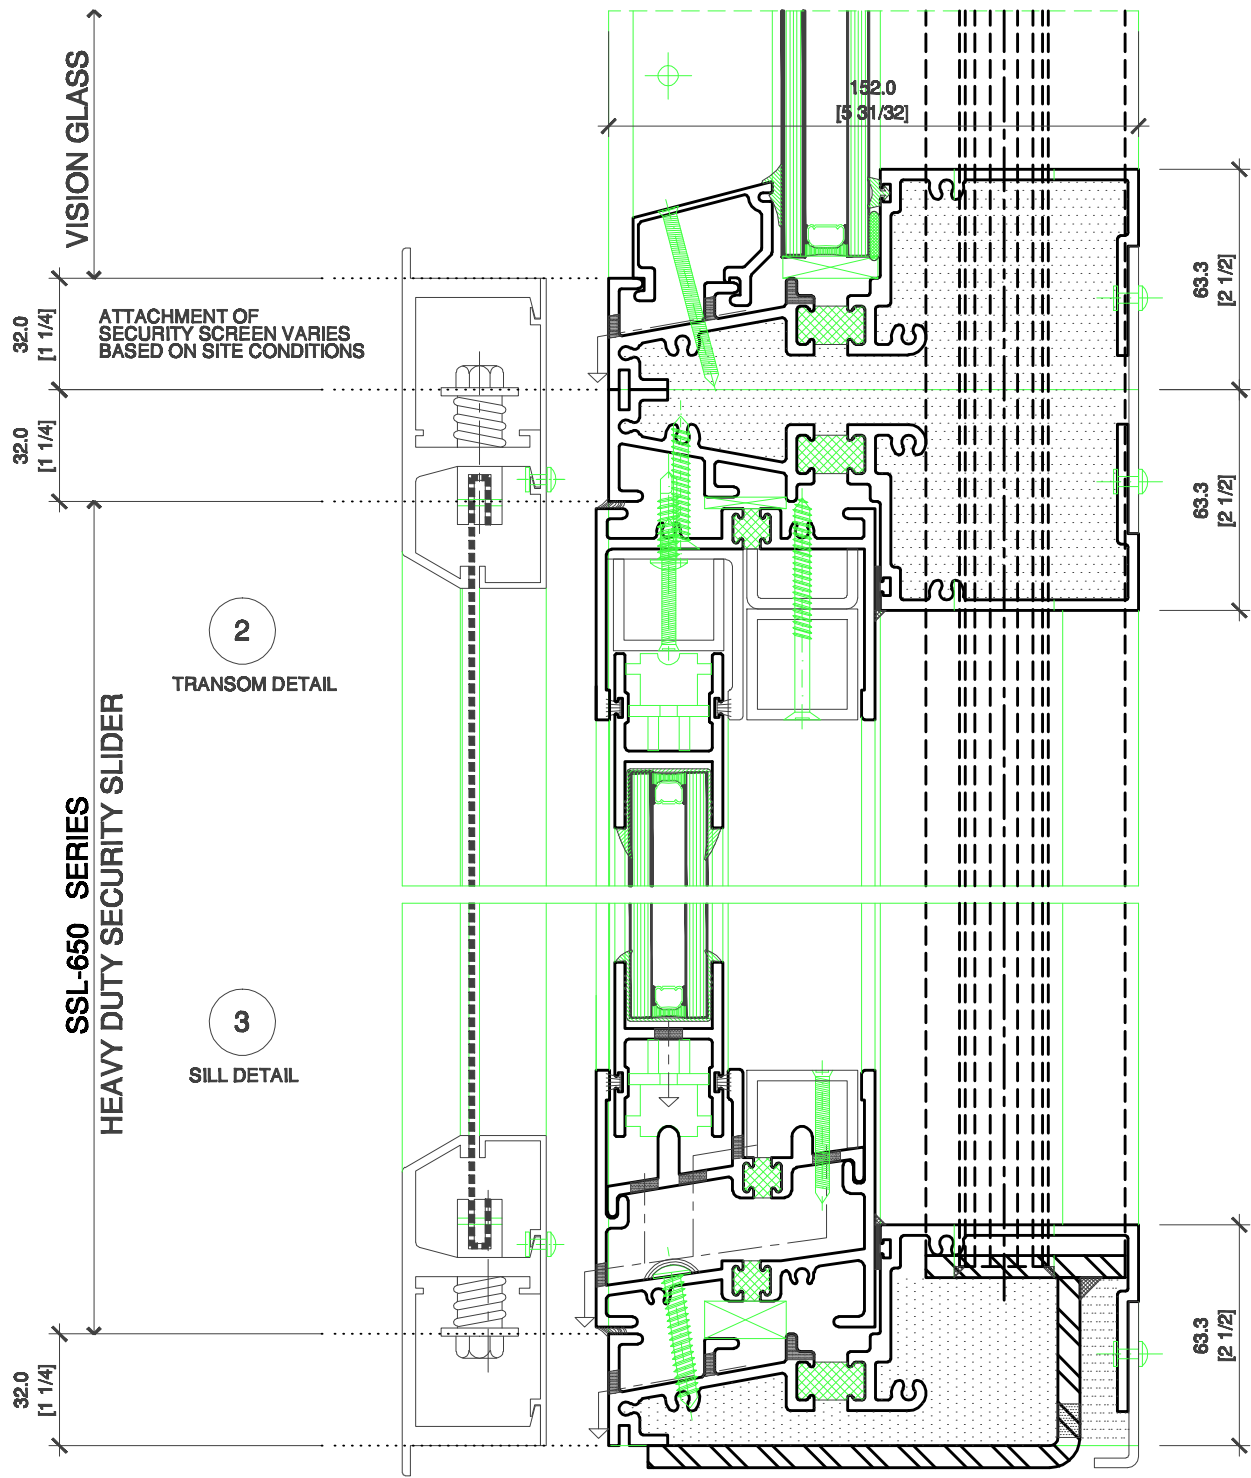 VISION GLASS
152.0
[5 31/32]
63.3
[2 1/2]
32.0
[1 1/4]
ATTACHMENT OF
SECURITY SCREEN VARIES
BASED ON SITE CONDITIONS
32.0
[1 1/4]
63.3
[2 1/2]
2
TRANSOM DETAIL
SSL-650 SERIES
HEAVY DUTY SECURITY SLIDER
3
SILL DETAIL
63.3
[2 1/2]
32.0
[1 1/4]